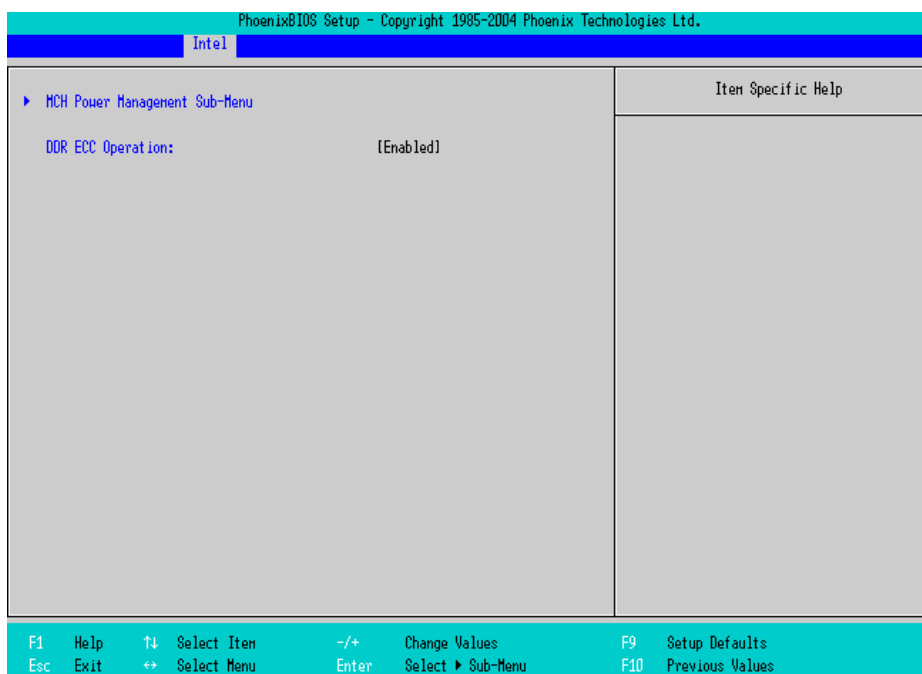 PhoenixBIOS Setup - Copyright 1985-2004 Phoenix Technologies Ltd.
Intel
▶ MCH Power Management Sub-Menu
DDR ECC Operation: [Enabled]
Item Specific Help
F1 Help ↑↓ Select Item -/+ Change Values F9 Setup Defaults
Esc Exit ↔ Select Menu Enter Select ▶ Sub-Menu F10 Previous Values